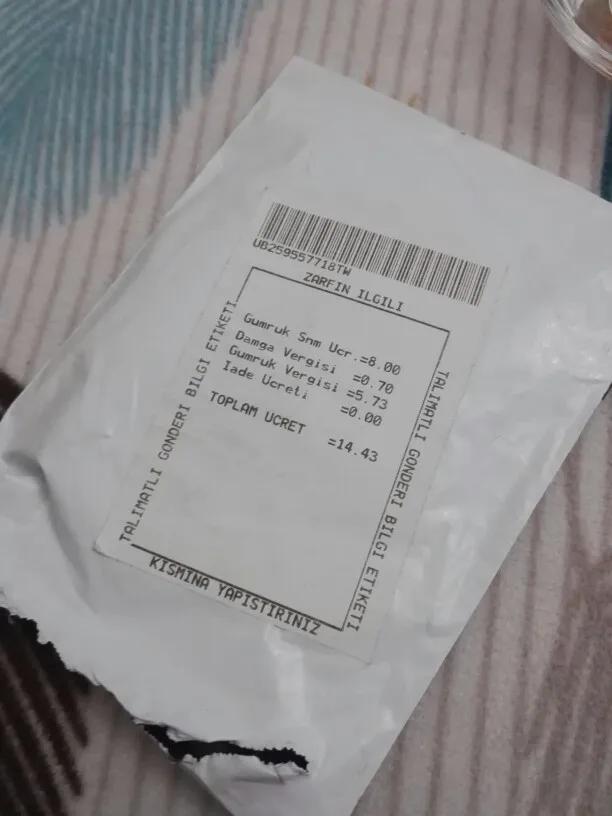 UB259557718TW
ZARFIN ILGILI
TALIMATLI GONDERI BILGI ETIKETI
Gumruk Snm Ucr.=8.00
Damga Vergisi =0.70
Gumruk Vergisi =5.73
Iade Ucreti =0.00
TOPLAM UCRET =14.43
TALIMATLI GONDERI BILGI ETIKETI
KISMINA YAPISTIRINIZ